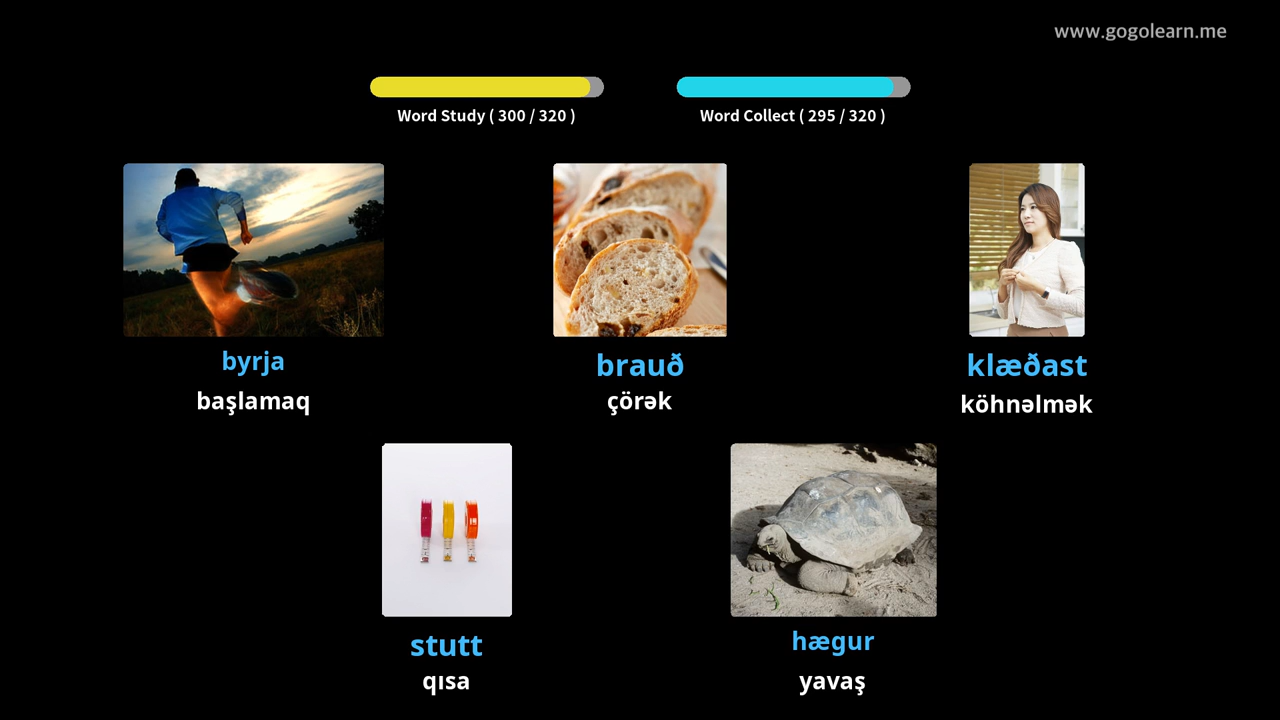 www.gogolearn.me
Word Study ( 300 / 320 )
Word Collect ( 295 / 320 )
byrja
başlamaq
brauð
çörək
klæðast
köhnəlmək
stutt
qısa
hægur
yavaş